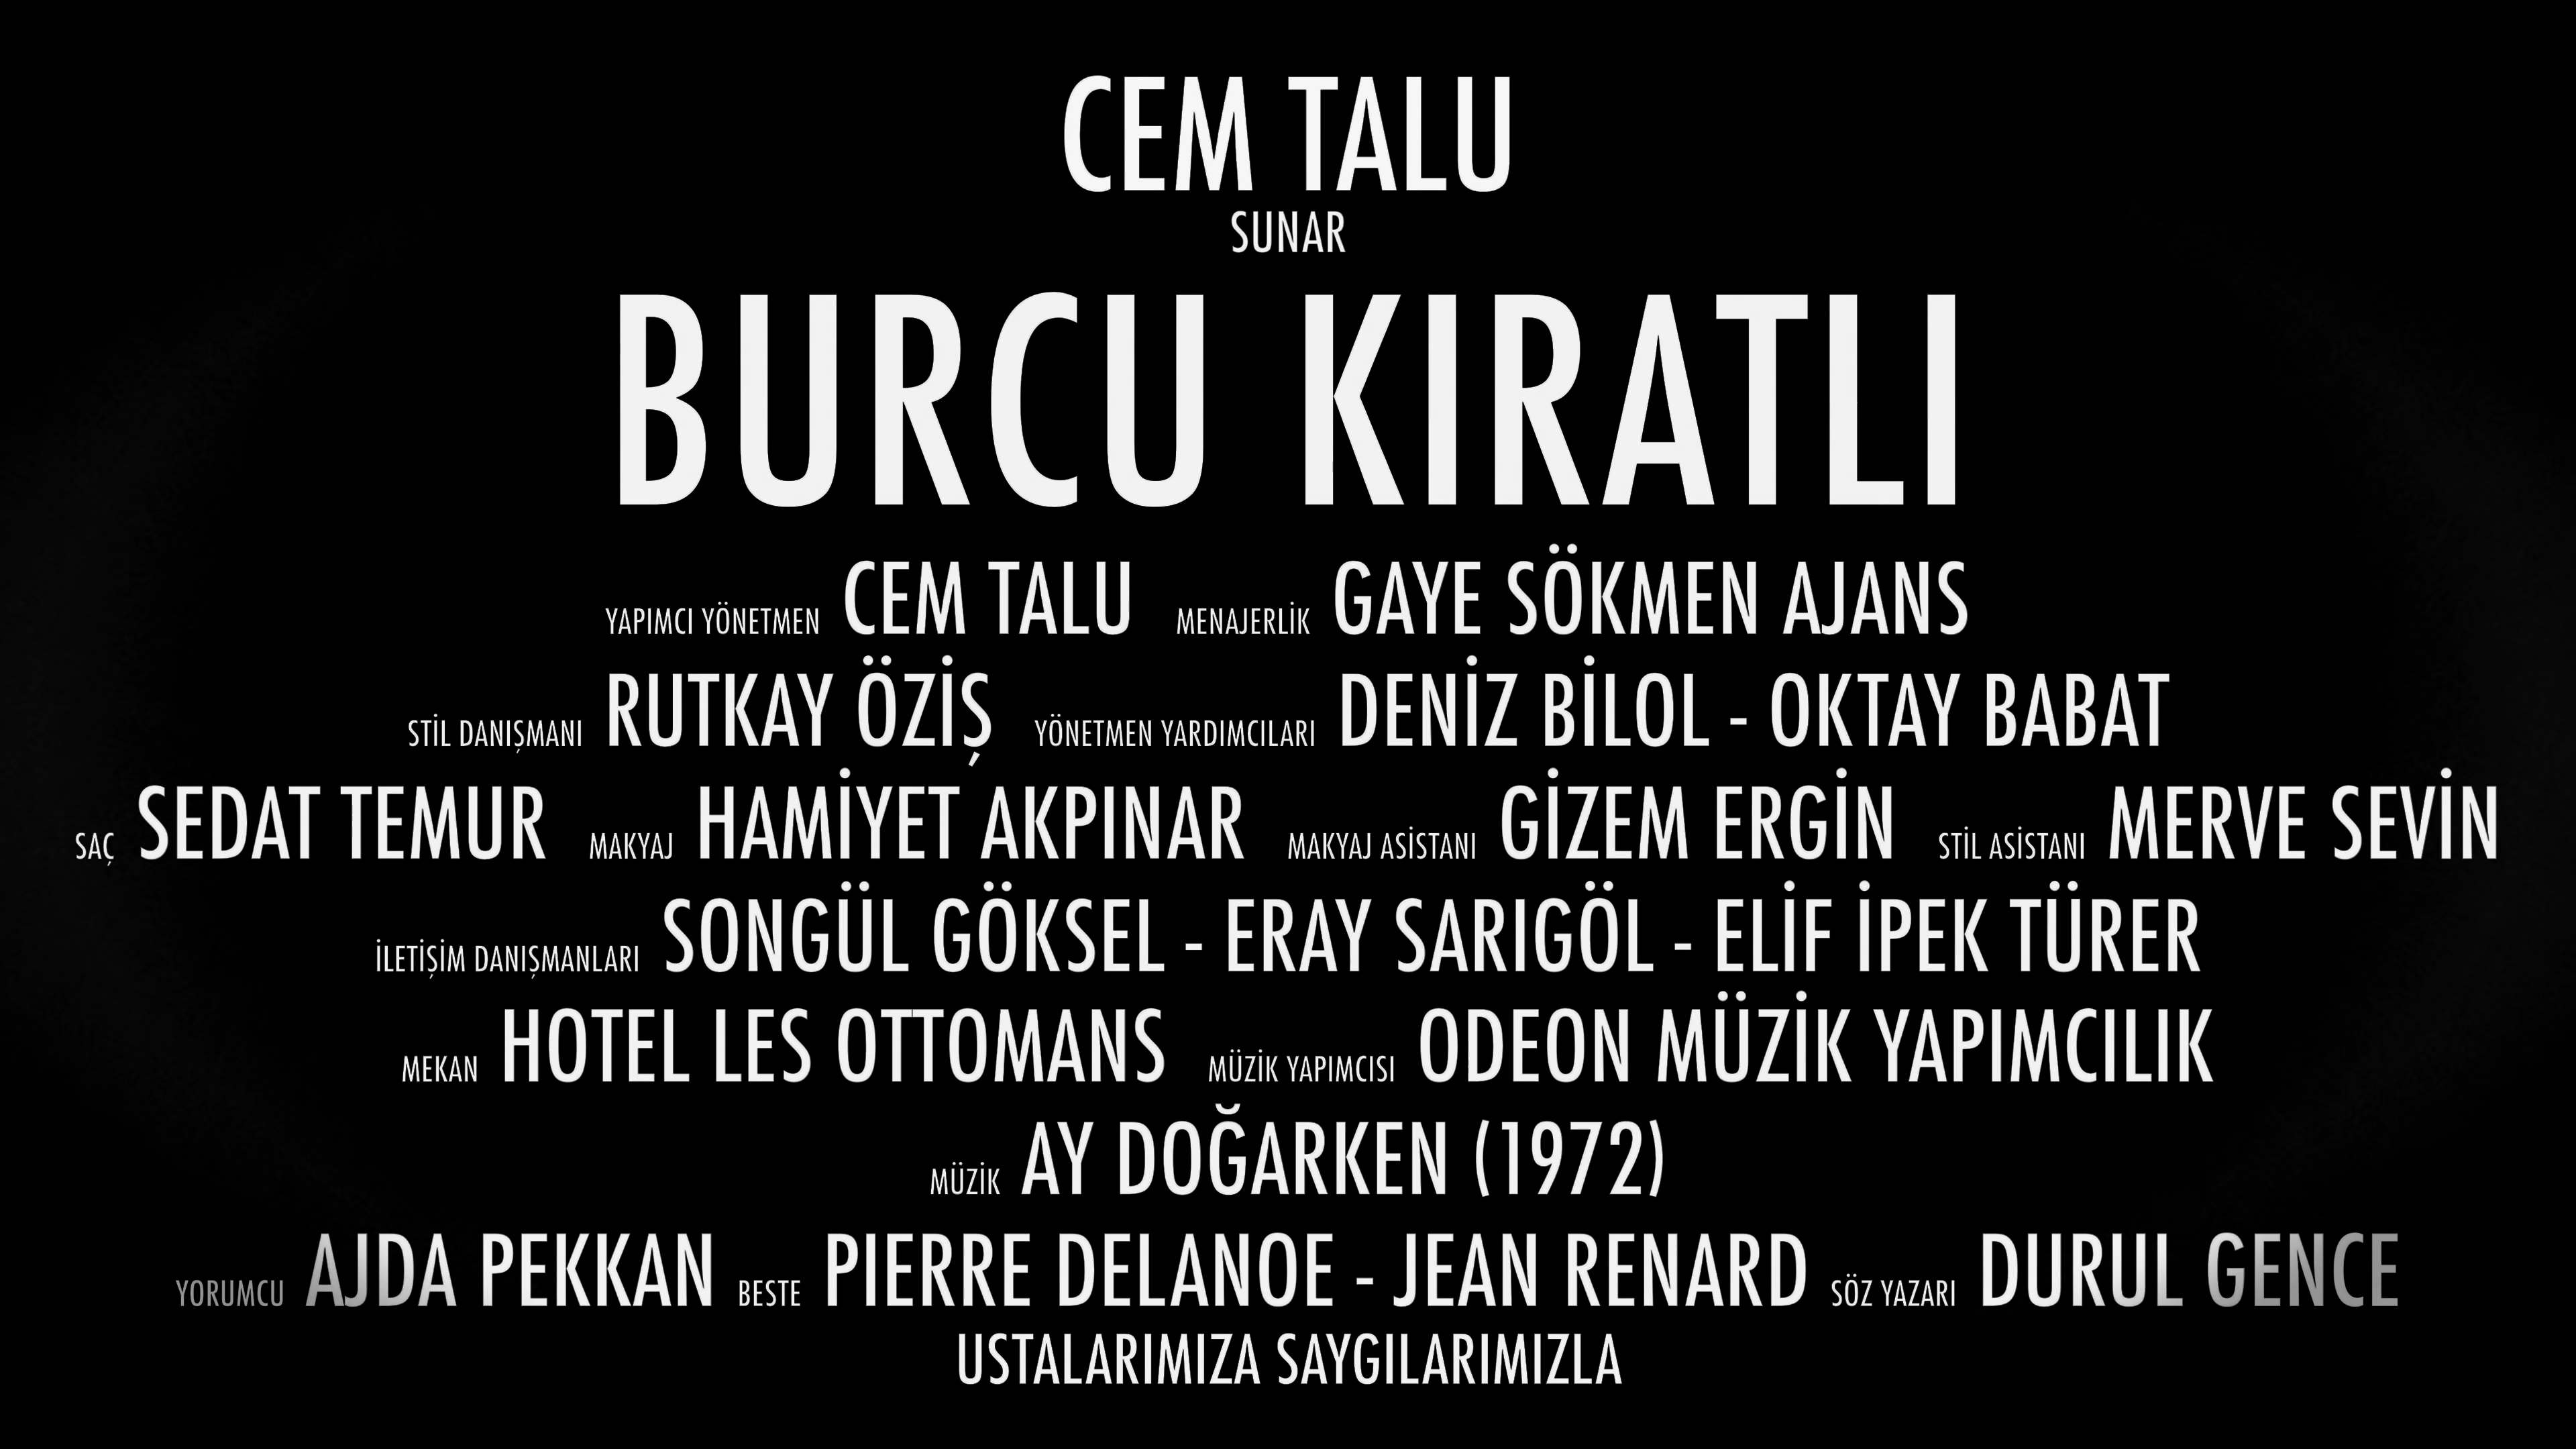 CEM TALU
SUNAR
BURCU KIRATLI
YAPIMCI YÖNETMEN CEM TALU MENAJERLİK GAYE SÖKMEN AJANS
STİL DANIŞMANI RUTKAY ÖZİŞ YÖNETMEN YARDIMCILARI DENİZ BİLOL - OKTAY BABAT
SAÇ SEDAT TEMUR MAKYAJ HAMİYET AKPINAR MAKYAJ ASİSTANI GİZEM ERGİN STİL ASİSTANI MERVE SEVİN
İLETİŞİM DANIŞMANLARI SONGÜL GÖKSEL - ERAY SARIGÖL - ELİF İPEK TÜRER
MEKAN HOTEL LES OTTOMANS MÜZİK YAPIMCISI ODEON MÜZİK YAPIMCILIK
MÜZİK AY DOĞARKEN (1972)
YORUMCU AJDA PEKKAN BESTE PIERRE DELANOE - JEAN RENARD SÖZ YAZARI DURUL GENCE
USTALARIMIZA SAYGILARIMIZLA